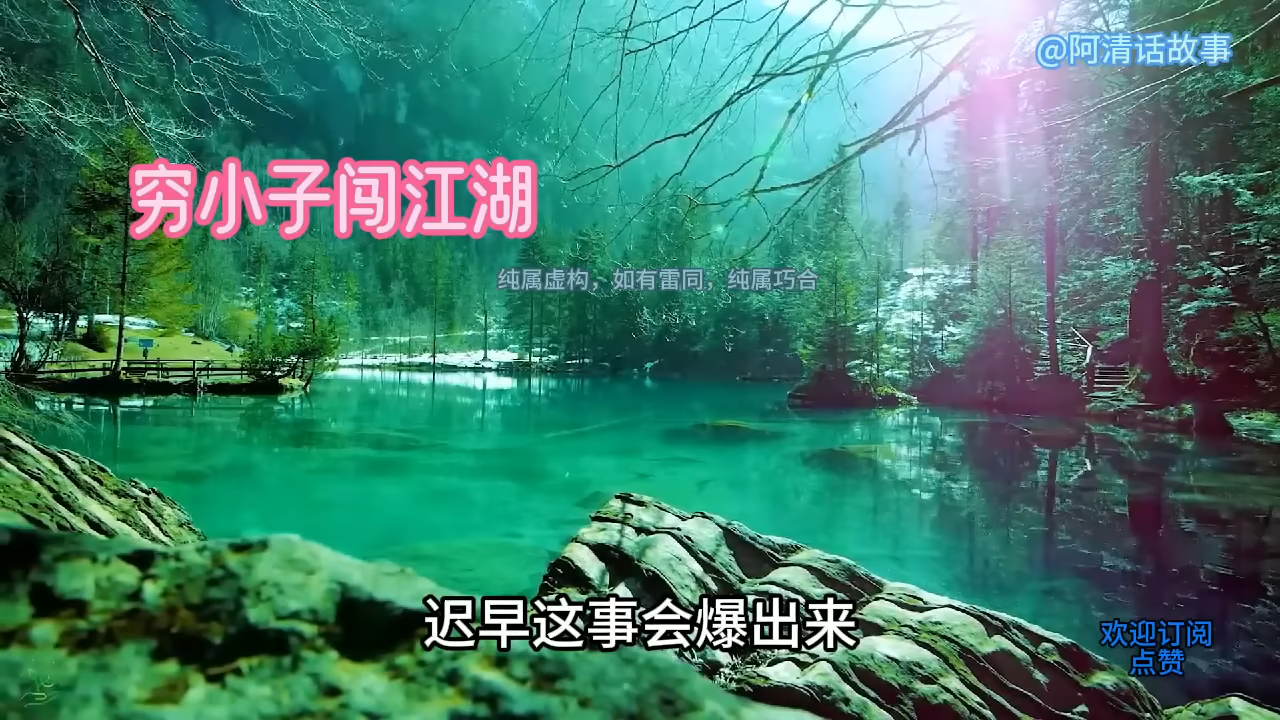 @阿清话故事
穷小子闯江湖
纯属虚构，如有雷同，纯属巧合
迟早这事会爆出来
欢迎订阅
点赞